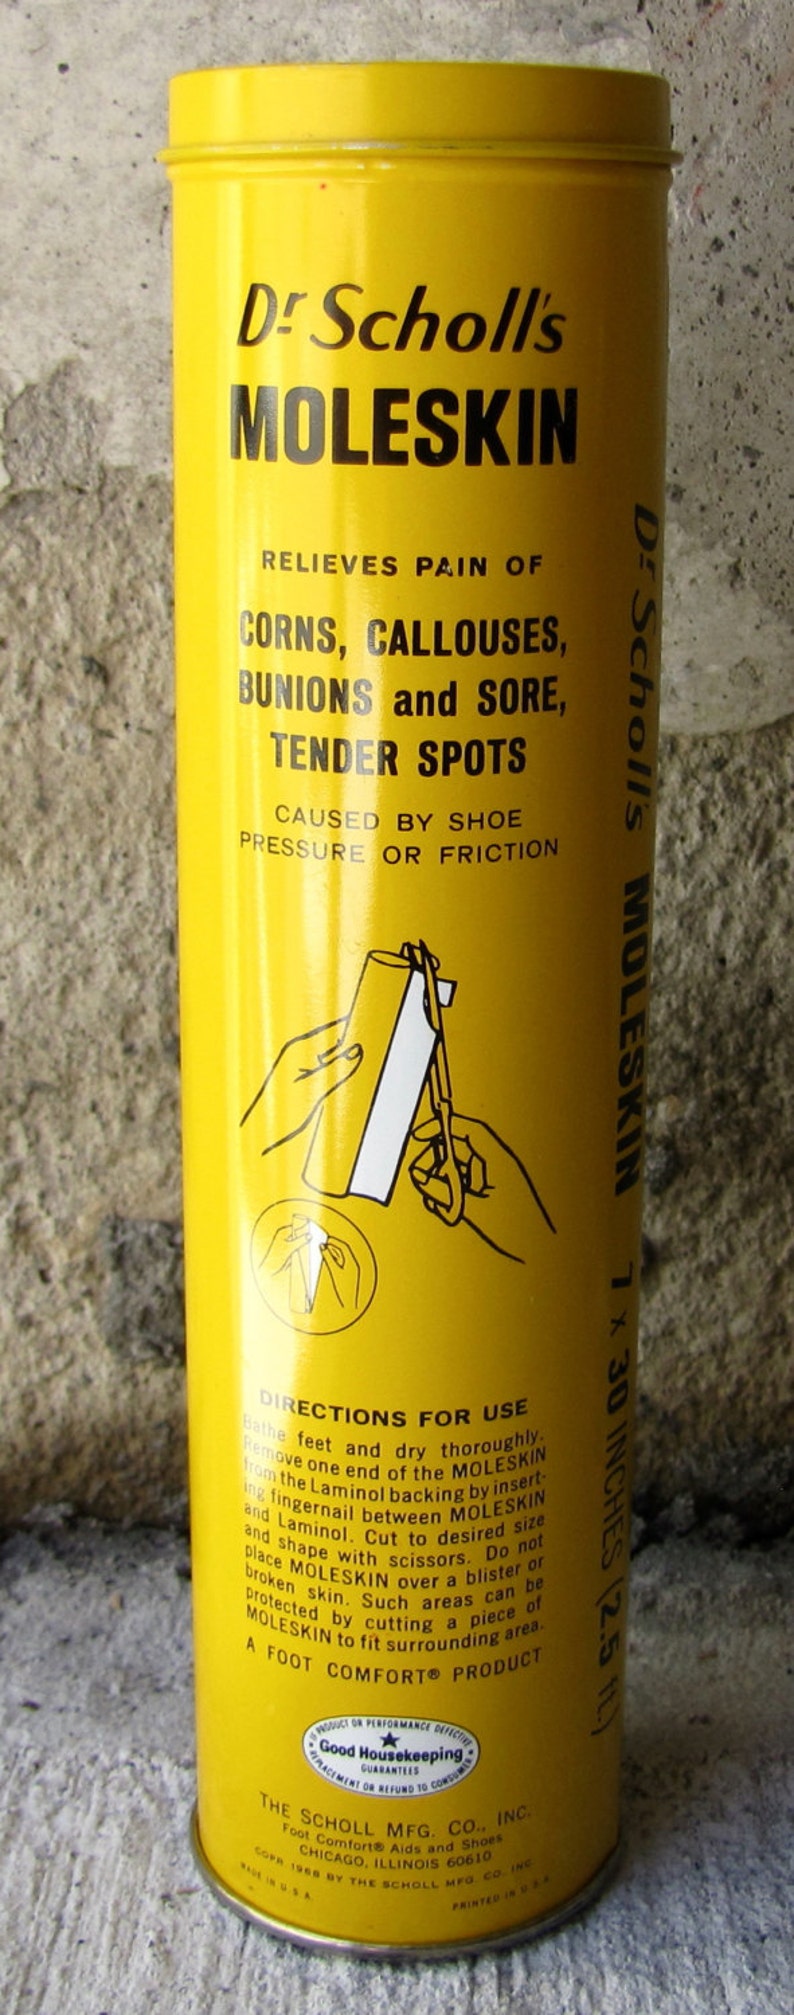 Dr Scholl's
MOLESKIN
RELIEVES PAIN OF
CORNS, CALLOUSES,
BUNIONS and SORE,
TENDER SPOTS
CAUSED BY SHOE
PRESSURE OR FRICTION
DIRECTIONS FOR USE
Bathe feet and dry thoroughly.
Remove one end of the MOLESKIN
from the Laminol backing by insert-
ing fingernail between MOLESKIN
and Laminol. Cut to desired size
and shape with scissors. Do not
place MOLESKIN over a blister or
broken skin. Such areas can be
protected by cutting a piece of
MOLESKIN to fit surrounding area.
A FOOT COMFORT® PRODUCT
IF PRODUCT OR PERFORMANCE DEFECTIVE
Good Housekeeping
GUARANTEES
REPLACEMENT OR REFUND TO CONSUMER
THE SCHOLL MFG. CO., INC.
Foot Comfort® Aids and Shoes
CHICAGO, ILLINOIS 60610
COPR 1968 BY THE SCHOLL MFG. CO. INC.
MADE IN U.S.A.
PRINTED IN U.S.A.
Dr Scholl's MOLESKIN 7 x 30 INCHES (2.5 ft.)